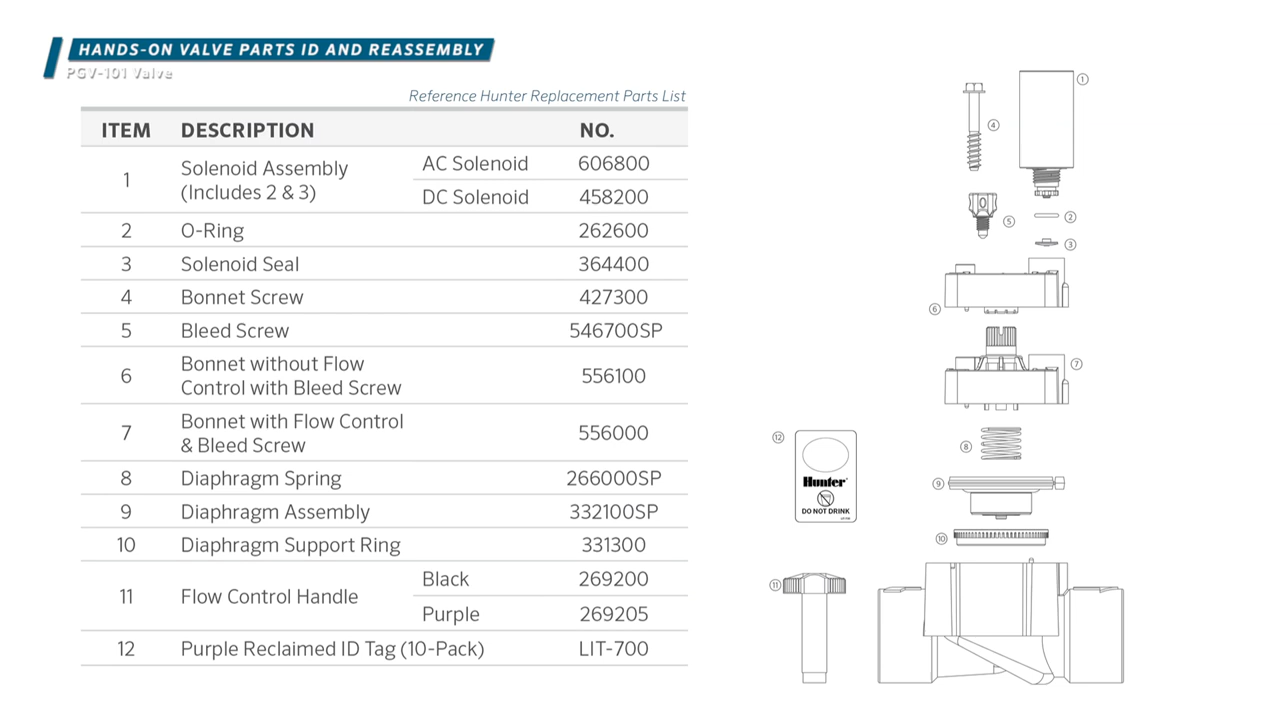 HANDS-ON VALVE PARTS ID AND REASSEMBLY
PGV-101 Valve
Reference Hunter Replacement Parts List
ITEM DESCRIPTION NO.
1 Solenoid Assembly (Includes 2 & 3) AC Solenoid 606800
DC Solenoid 458200
2 O-Ring 262600
3 Solenoid Seal 364400
4 Bonnet Screw 427300
5 Bleed Screw 546700SP
6 Bonnet without Flow
Control with Bleed Screw 556100
7 Bonnet with Flow Control
& Bleed Screw 556000
8 Diaphragm Spring 266000SP
9 Diaphragm Assembly 332100SP
10 Diaphragm Support Ring 331300
11 Flow Control Handle Black 269200
Purple 269205
12 Purple Reclaimed ID Tag (10-Pack) LIT-700
1
4
2
5
3
6
7
12
8
Hunter
DO NOT DRINK
9
10
11